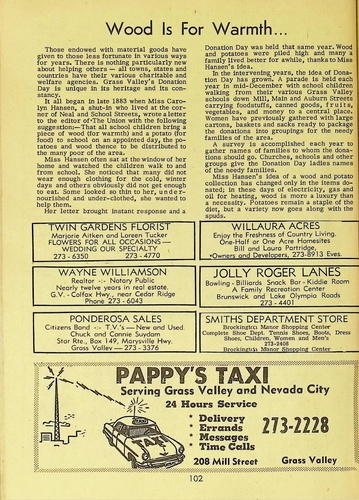 Wood Is For Warmth...
Those endowed with material goods have
given to those less fortunate in various ways
for years. There is nothing particularly new
about helping others — all towns, states and
countries have their various charitable and
welfare agencies. Grass Valley's Donation
Day is unique in its heritage and its con-
stancy.
It all began in late 1883 when Miss Caro-
lyn Hansen, a shut-in who lived at the cor-
ner of Neal and School Streets, wrote a letter
to the editor of The Union with the following
suggestion:—That all school children bring a
piece of wood (for warmth) and a potato (for
food) to school on an appointed day, the po-
tatoes and wood thence to be distributed to
the many poor of the area.
Miss Hansen often sat at the window of her
home and watched the children walk to and
from school. She noticed that many did not
wear enough clothing for the cold, winter
days and others obviously did not get enough
to eat. Some looked so thin to her, under-
nourished and under-clothed, she wanted to
help them.
Her letter brought instant response and a
Donation Day was held that same year. Wood
and potatoes were piled high and many a
family lived better for awhile, thanks to Miss
Hansen's idea.
In the intervening years, the idea of Dona-
tion Day has grown. A parade is held each
year in mid-December with school children
walking from their various Grass Valley
schools down Mill, Main and Auburn Streets
carrying foodstuffs, canned goods, fruits,
vegetables, and money to a central place.
Women have previously gathered with large
cartons, baskets and sacks ready to package
the donations into groupings for the needy
families of the area.
A survey is accomplished each year to
gather names of families to whom the dona-
tions should go. Churches, schools and other
groups give the Donation Day ladies names
of the needy families.
Miss Hansen's idea of a wood and potato
collection has changed only in the items do-
nated; in these days of electricity, gas and
oil for heating, wood is more a luxury than
a necessity. Potatoes remain a staple of the
diet, but a variety now goes along with the
spuds.
TWIN GARDENS FLORIST
Marjorie Aitken and Loreen Tucker
FLOWERS FOR ALL OCCASIONS—
WEDDING OUR SPECIALTY
273-6350 273-4770
WILLAURA ACRES
Enjoy the Freshness of Country Living.
One-Half or One Acre Homesites
Bill and Laura Partridge,
Owners and Developers, 273-8913 Eves.
WAYNE WILLIAMSON
Realtor -:- Notary Public
Nearly twelve years in real estate.
G.V. - Colfax Hwy., near Cedar Ridge
Phone 273-6043
JOLLY ROGER LANES
Bowling - Billiards Snack Bar - Kiddie Room
A Family Recreation Center
Brunswick and Loke Olympia Roads
273-4401
PONDEROSA SALES
Citizens Band -:- T.V.'s — New and Used.
Chuck and Connie Suydam
Star Rte., Box 149, Marysville Hwy.
Grass Valley — 273-3376
SMITHS DEPARTMENT STORE
Brockington Manor Shopping Center
Complete Shoe Dept. Tennis Shoes, Boots, Dress
Shoes, Children, Women and Men's
273-2408
Brockington Manor Shopping Center
PAPPY'S TAXI
Serving Grass Valley and Nevada City
24 Hours Service
• Delivery
• Errands
• Messages
• Time Calls
273-2228
TAXI
208 Mill Street Grass Valley
102